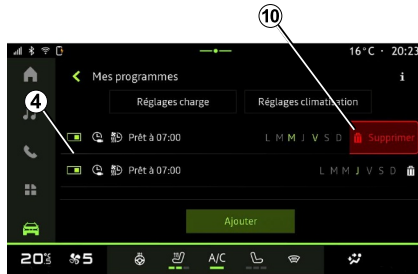 10
16°C · 20:23
Mes programmes
i
4
Réglages charge
Réglages climatisation
Prêt à 07:00
L M M J V S D
Supprimer
Prêt à 07:00
L M M J V S D
Ajouter
20°5
5
A/C